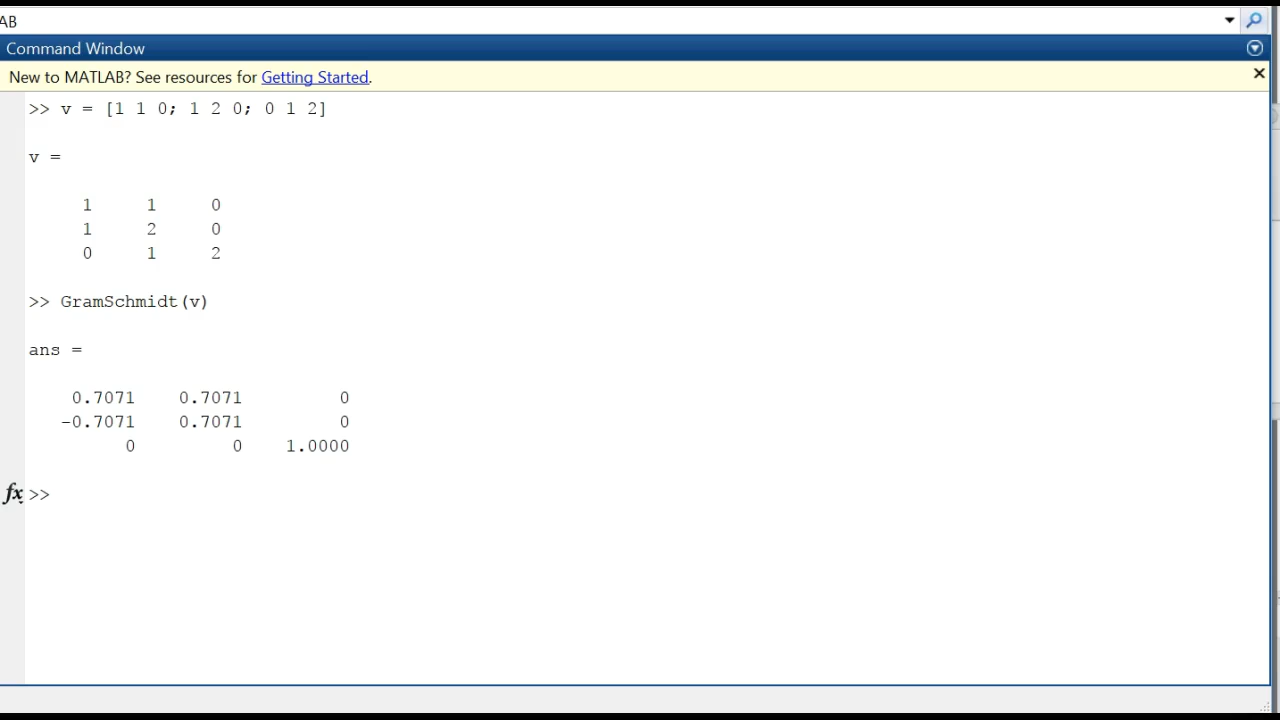 AB
Command Window
New to MATLAB? See resources for Getting Started.
>> v = [1 1 0; 1 2 0; 0 1 2]
v =
1 1 0
1 2 0
0 1 2
>> GramSchmidt(v)
ans =
0.7071 0.7071 0
-0.7071 0.7071 0
0 0 1.0000
fx >>